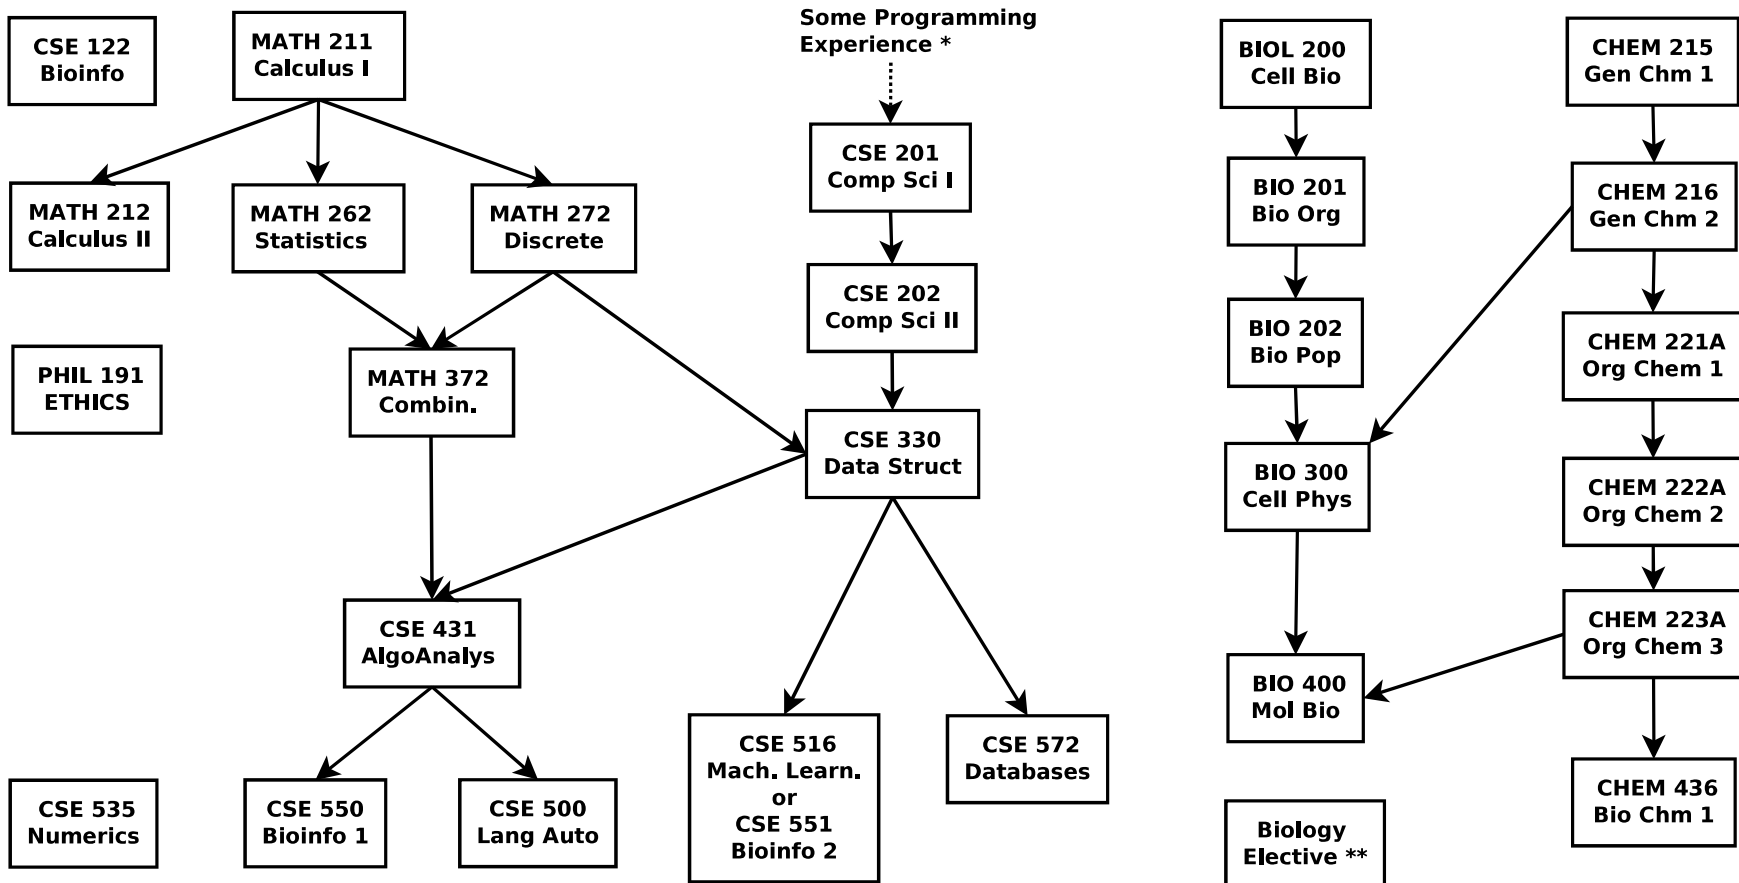 CSE 122
Bioinfo
MATH 211
Calculus I
Some Programming
Experience *
BIOL 200
Cell Bio
CHEM 215
Gen Chm 1
CSE 201
Comp Sci I
MATH 212
Calculus II
MATH 262
Statistics
MATH 272
Discrete
BIO 201
Bio Org
CHEM 216
Gen Chm 2
CSE 202
Comp Sci II
BIO 202
Bio Pop
CHEM 221A
Org Chem 1
PHIL 191
ETHICS
MATH 372
Combin.
CSE 330
Data Struct
BIO 300
Cell Phys
CHEM 222A
Org Chem 2
CSE 431
AlgoAnalys
BIO 400
Mol Bio
CHEM 223A
Org Chem 3
CSE 516
Mach. Learn.
or
CSE 551
Bioinfo 2
CSE 572
Databases
CSE 535
Numerics
CSE 550
Bioinfo 1
CSE 500
Lang Auto
Biology
Elective **
CHEM 436
Bio Chm 1